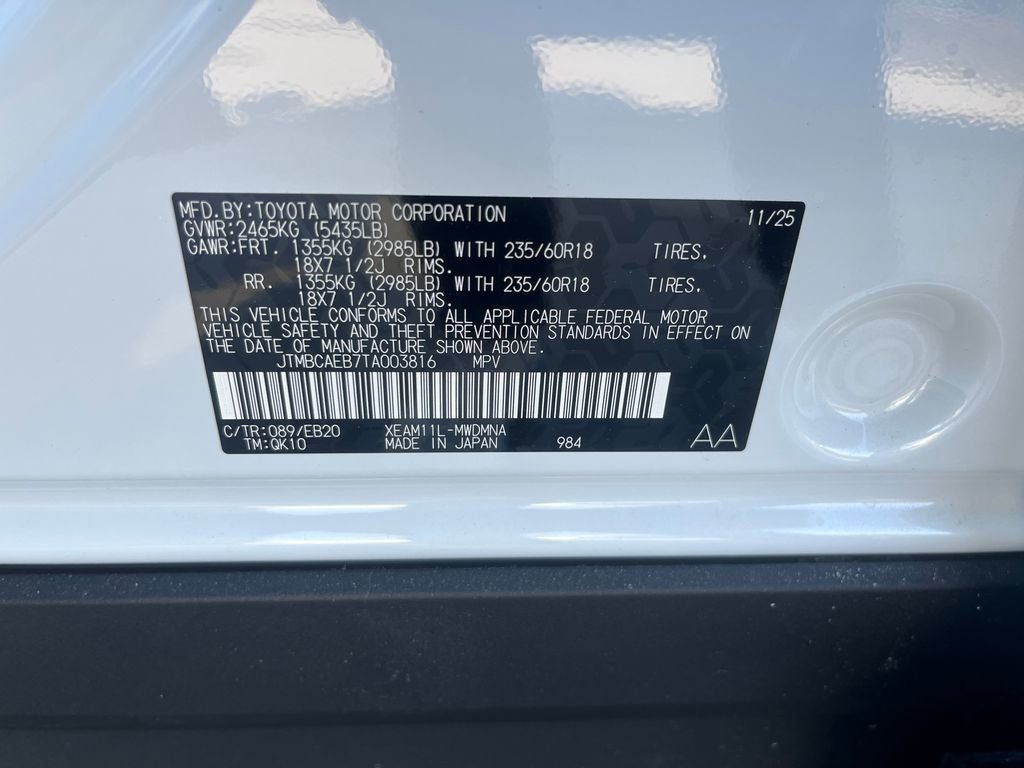 MFD.BY:TOYOTA MOTOR CORPORATION 11/25
GVWR:2465KG (5435LB)
GAWR:FRT. 1355KG (2985LB) WITH 235/60R18 TIRES.
18X7 1/2J RIMS.
RR. 1355KG (2985LB) WITH 235/60R18 TIRES.
18X7 1/2J RIMS.
THIS VEHICLE CONFORMS TO ALL APPLICABLE FEDERAL MOTOR
VEHICLE SAFETY AND THEFT PREVENTION STANDARDS IN EFFECT ON
THE DATE OF MANUFACTURE SHOWN ABOVE.
JTMBCAEB7TA003816 MPV
C/TR:089/EB20 XEAM11L-MWDMNA
TM:QK10 MADE IN JAPAN 984 AA